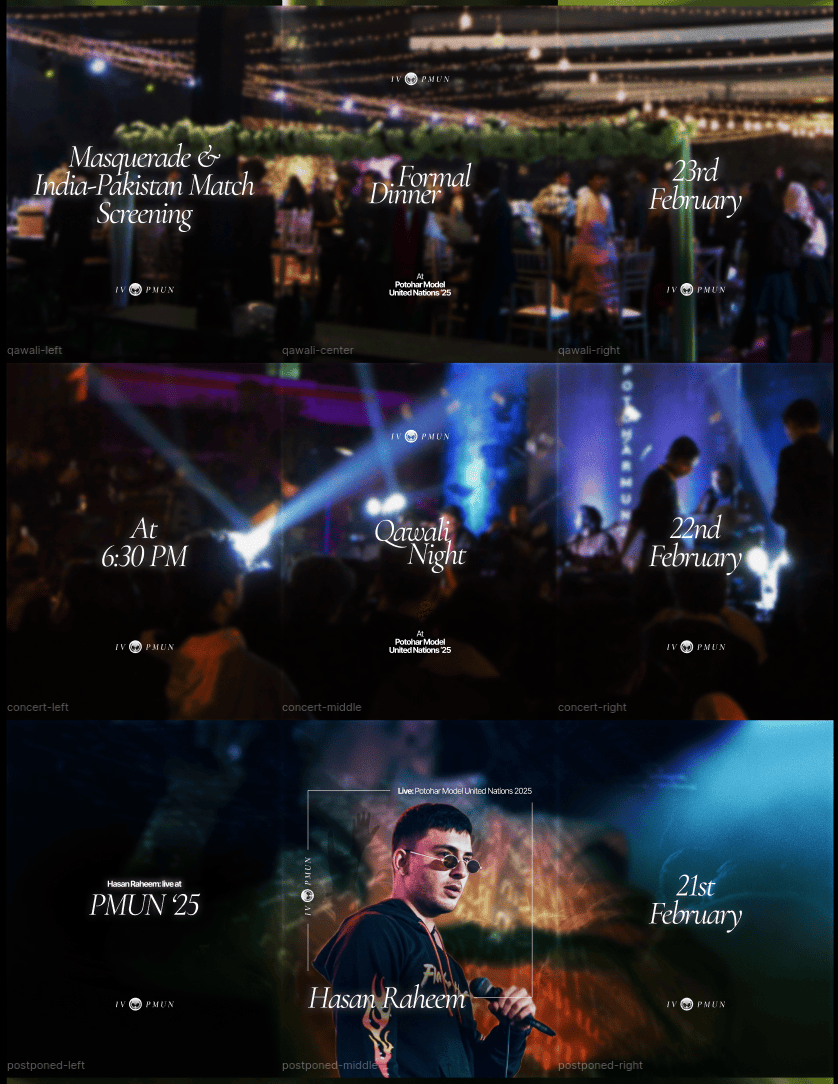 IV PMUN
Masquerade &
India-Pakistan Match
Screening
IV PMUN
Formal
Dinner
At
Potohar Model
United Nations '25
23rd
February
IV PMUN
qawali-left
qawali-center
qawali-right
IV PMUN
POTOHARMUN
At
6:30 PM
IV PMUN
Qawali
Night
At
Potohar Model
United Nations '25
22nd
February
IV PMUN
concert-left
concert-middle
concert-right
Live: Potohar Model United Nations 2025
IV PMUN
Hasan Raheem: live at
PMUN ‘25
IV PMUN
Hasan Raheem
21st
February
IV PMUN
postponed-left
postponed-middle
postponed-right